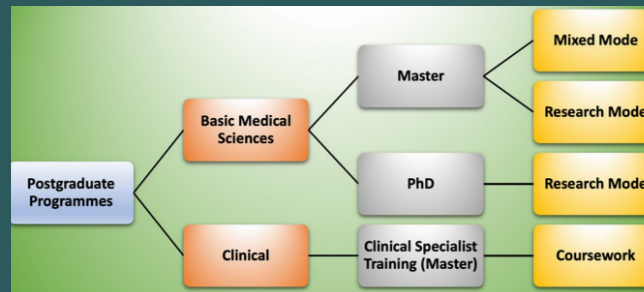 Mixed Mode
Master
Research Mode
Basic Medical
Sciences
PhD
Research Mode
Postgraduate
Programmes
Clinical
Clinical Specialist
Training (Master)
Coursework